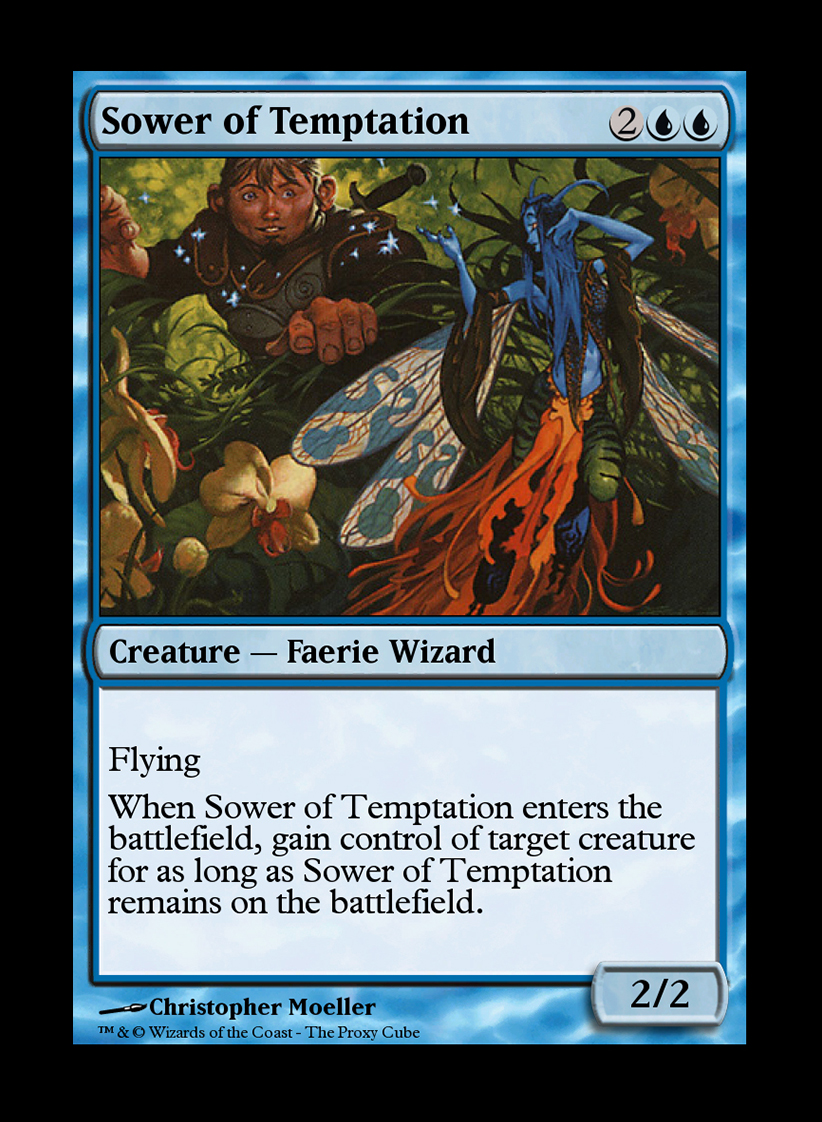 Sower of Temptation 2
Creature — Faerie Wizard
Flying
When Sower of Temptation enters the
battlefield, gain control of target creature
for as long as Sower of Temptation
remains on the battlefield.
2/2
Christopher Moeller
™ & © Wizards of the Coast - The Proxy Cube